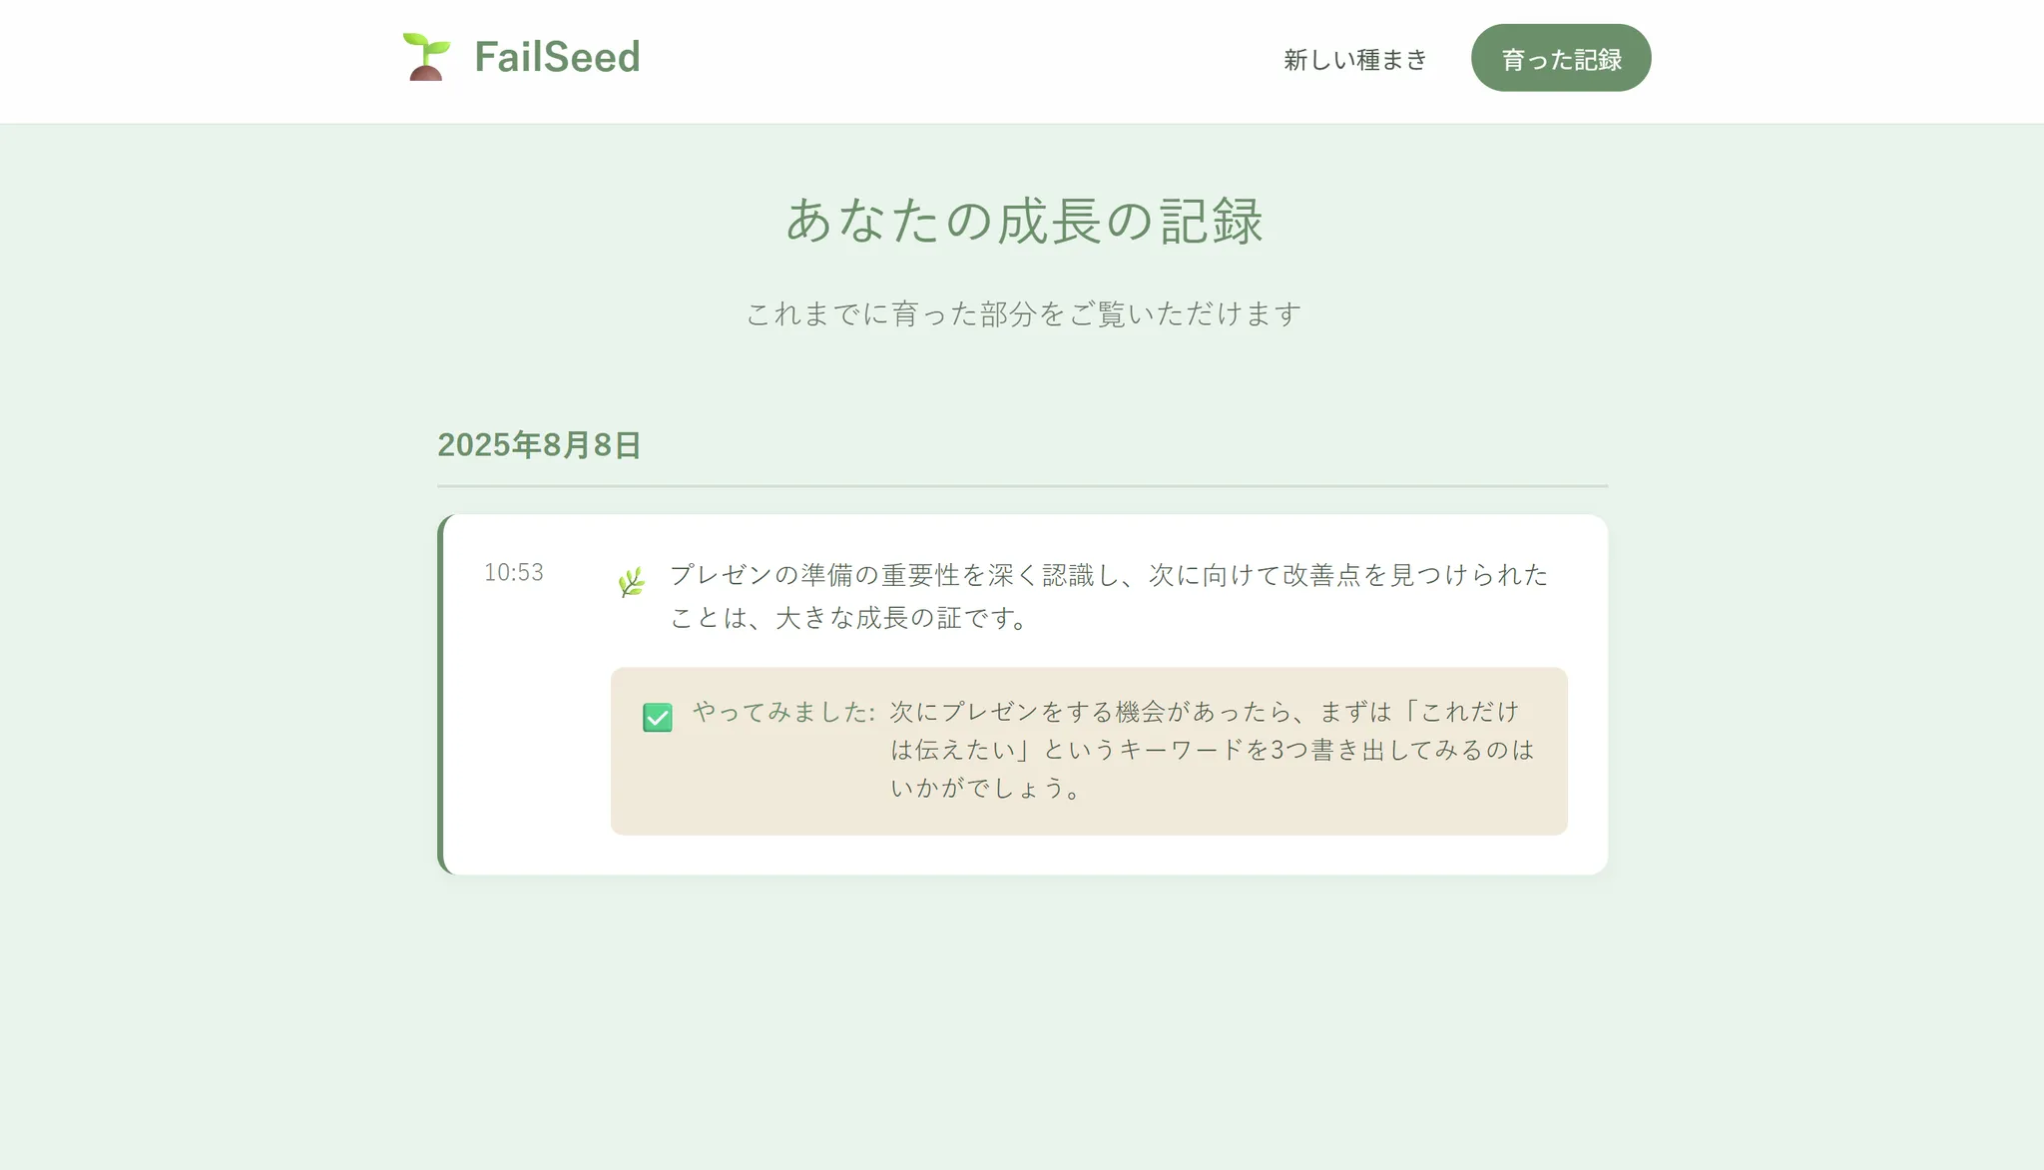 FailSeed
新しい種まき
育った記録
あなたの成長の記録
これまでに育った部分をご覧いただけます
2025年8月8日
10:53
プレゼンの準備の重要性を深く認識し、次に向けて改善点を見つけられた
ことは、大きな成長の証です。
やってみました: 次にプレゼンをする機会があったら、まずは「これだけ
は伝えたい」というキーワードを3つ書き出してみるのは
いかがでしょう。